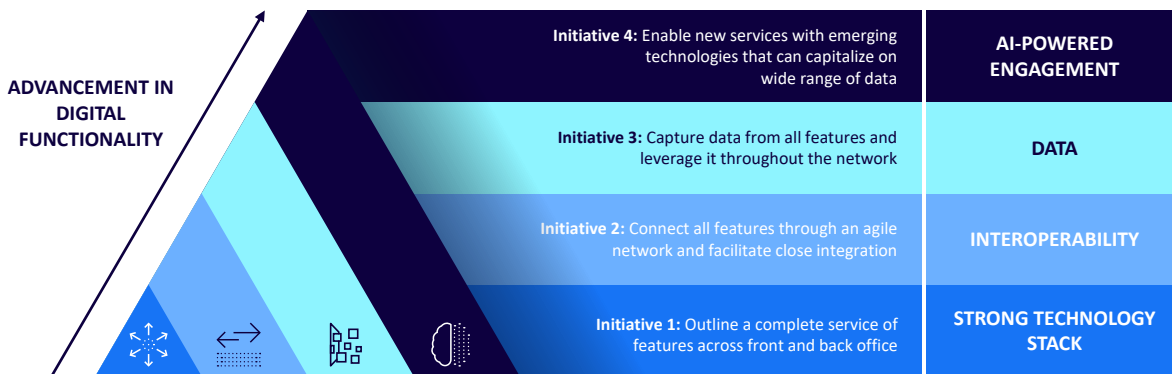 ADVANCEMENT IN
DIGITAL
FUNCTIONALITY
Initiative 4: Enable new services with emerging
technologies that can capitalize on
wide range of data
AI-POWERED
ENGAGEMENT
Initiative 3: Capture data from all features and
leverage it throughout the network
DATA
Initiative 2: Connect all features through an agile
network and facilitate close integration
INTEROPERABILITY
Initiative 1: Outline a complete service of
features across front and back office
STRONG TECHNOLOGY
STACK